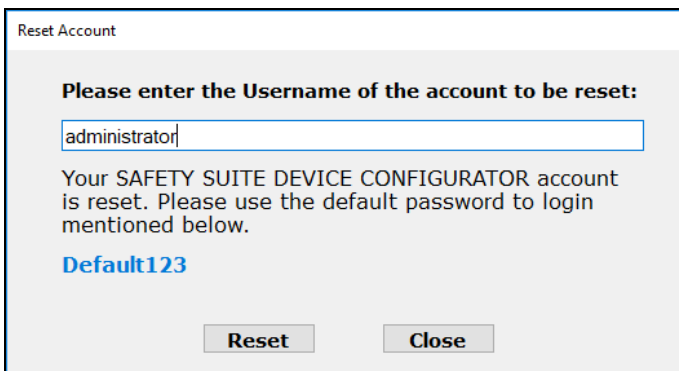 Reset Account
Please enter the Username of the account to be reset:
administrator
Your SAFETY SUITE DEVICE CONFIGURATOR account
is reset. Please use the default password to login
mentioned below.
Default123
Reset Close